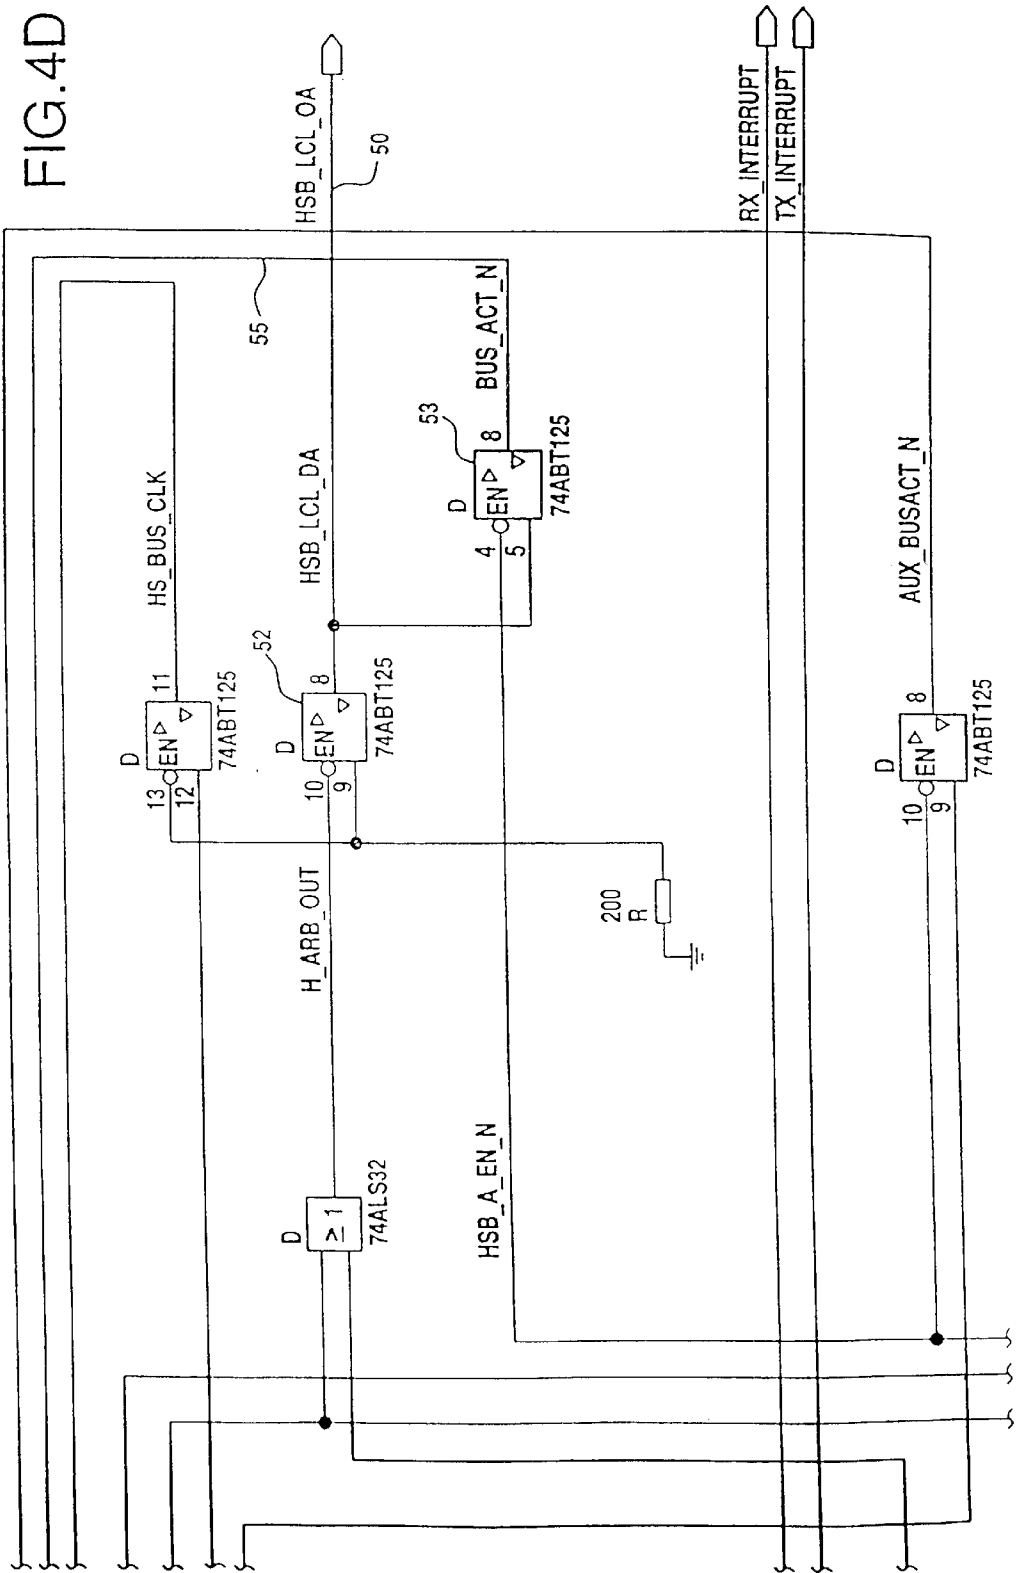 FIG.4D
HSB_LCL_OA
50
RX_INTERRUPT
TX_INTERRUPT
55
HS_BUS_CLK
D
EN
13
12
11
74ABT125
HSB_LCL_DA
52
D
EN
10
9
8
74ABT125
BUS_ACT_N
53
D
EN
4
5
8
74ABT125
H_ARB_OUT
200
R
D
≥1
74ALS32
HSB_A_EN_N
AUX_BUSACT_N
D
EN
10
9
8
74ABT125